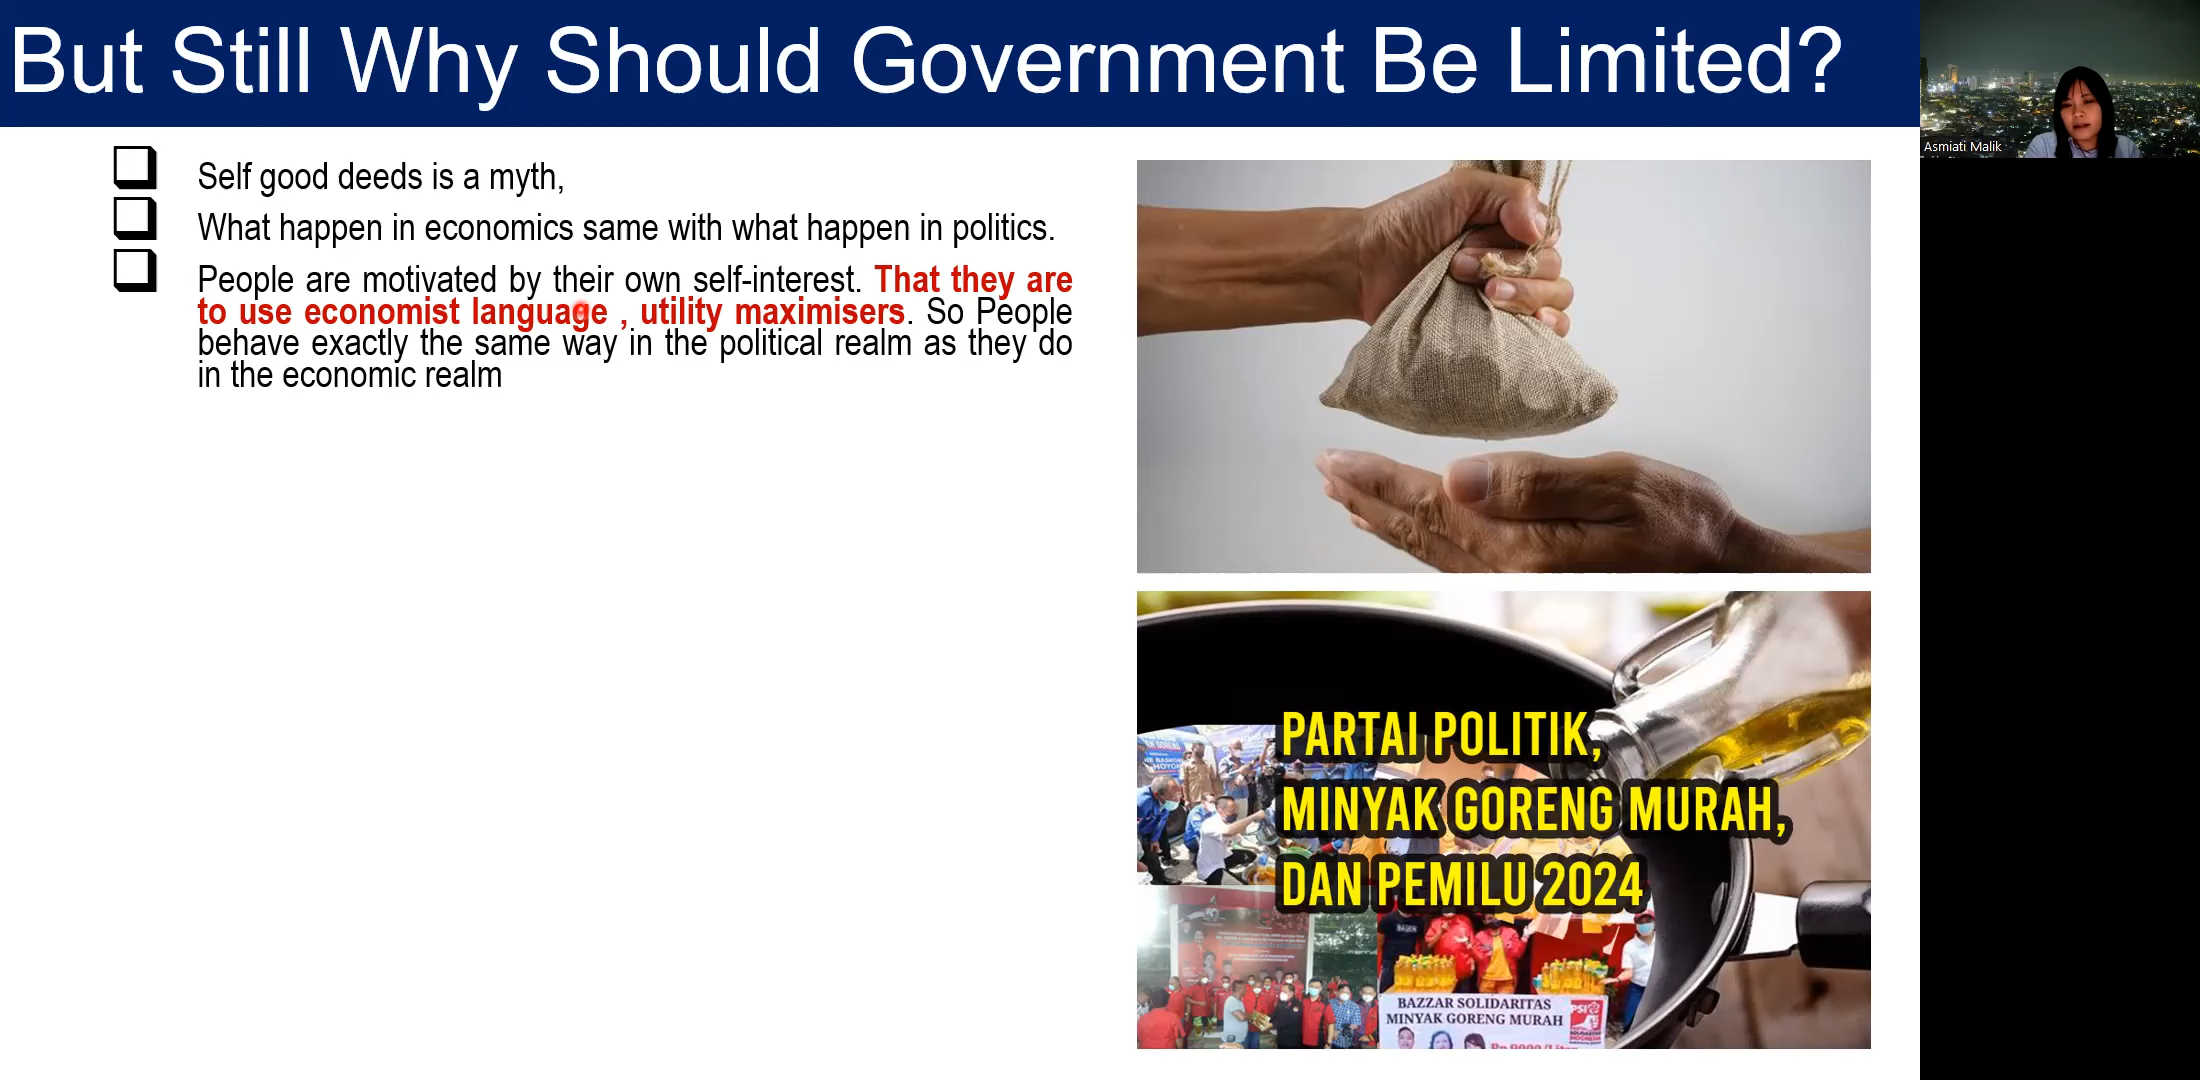 But Still Why Should Government Be Limited?
Asmiati Malik
Self good deeds is a myth,
What happen in economics same with what happen in politics.
People are motivated by their own self-interest. That they are
to use economist language , utility maximisers. So People
behave exactly the same way in the political realm as they do
in the economic realm
PARTAI POLITIK,
MINYAK GORENG MURAH,
DAN PEMILU 2024
BAZZAR SOLIDARITAS
MINYAK GORENG MURAH
PSI